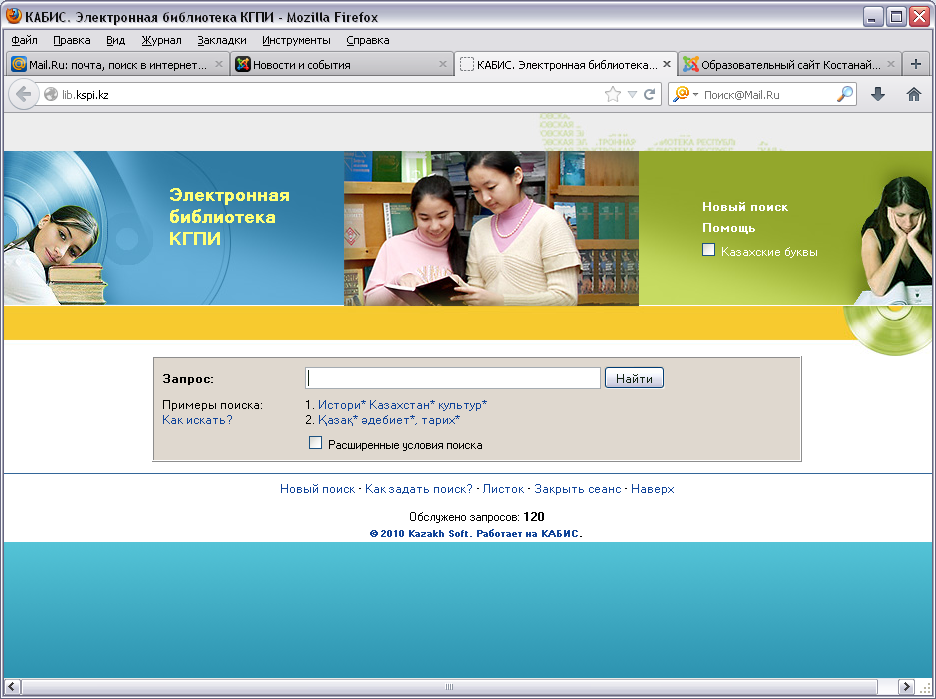 КАБИС. Электронная библиотека КГПИ - Mozilla Firefox
Файл Правка Вид Журнал Закладки Инструменты Справка
Mail.Ru: почта, поиск в интернет... Новости и события КАБИС. Электронная библиотека... Образовательный сайт Костанай...
lib.kspi.kz Поиск@Mail.Ru
Электронная
библиотека
КГПИ
Новый поиск
Помощь
Казахские буквы
Запрос: Найти
Примеры поиска: 1. Истори* Казахстан* культур*
Как искать? 2. Қазақ* әдебиет*, тарих*
Расширенные условия поиска
Новый поиск · Как задать поиск? · Листок · Закрыть сеанс · Наверх
Обслужено запросов: 120
© 2010 Kazakh Soft. Работает на КАБИС.